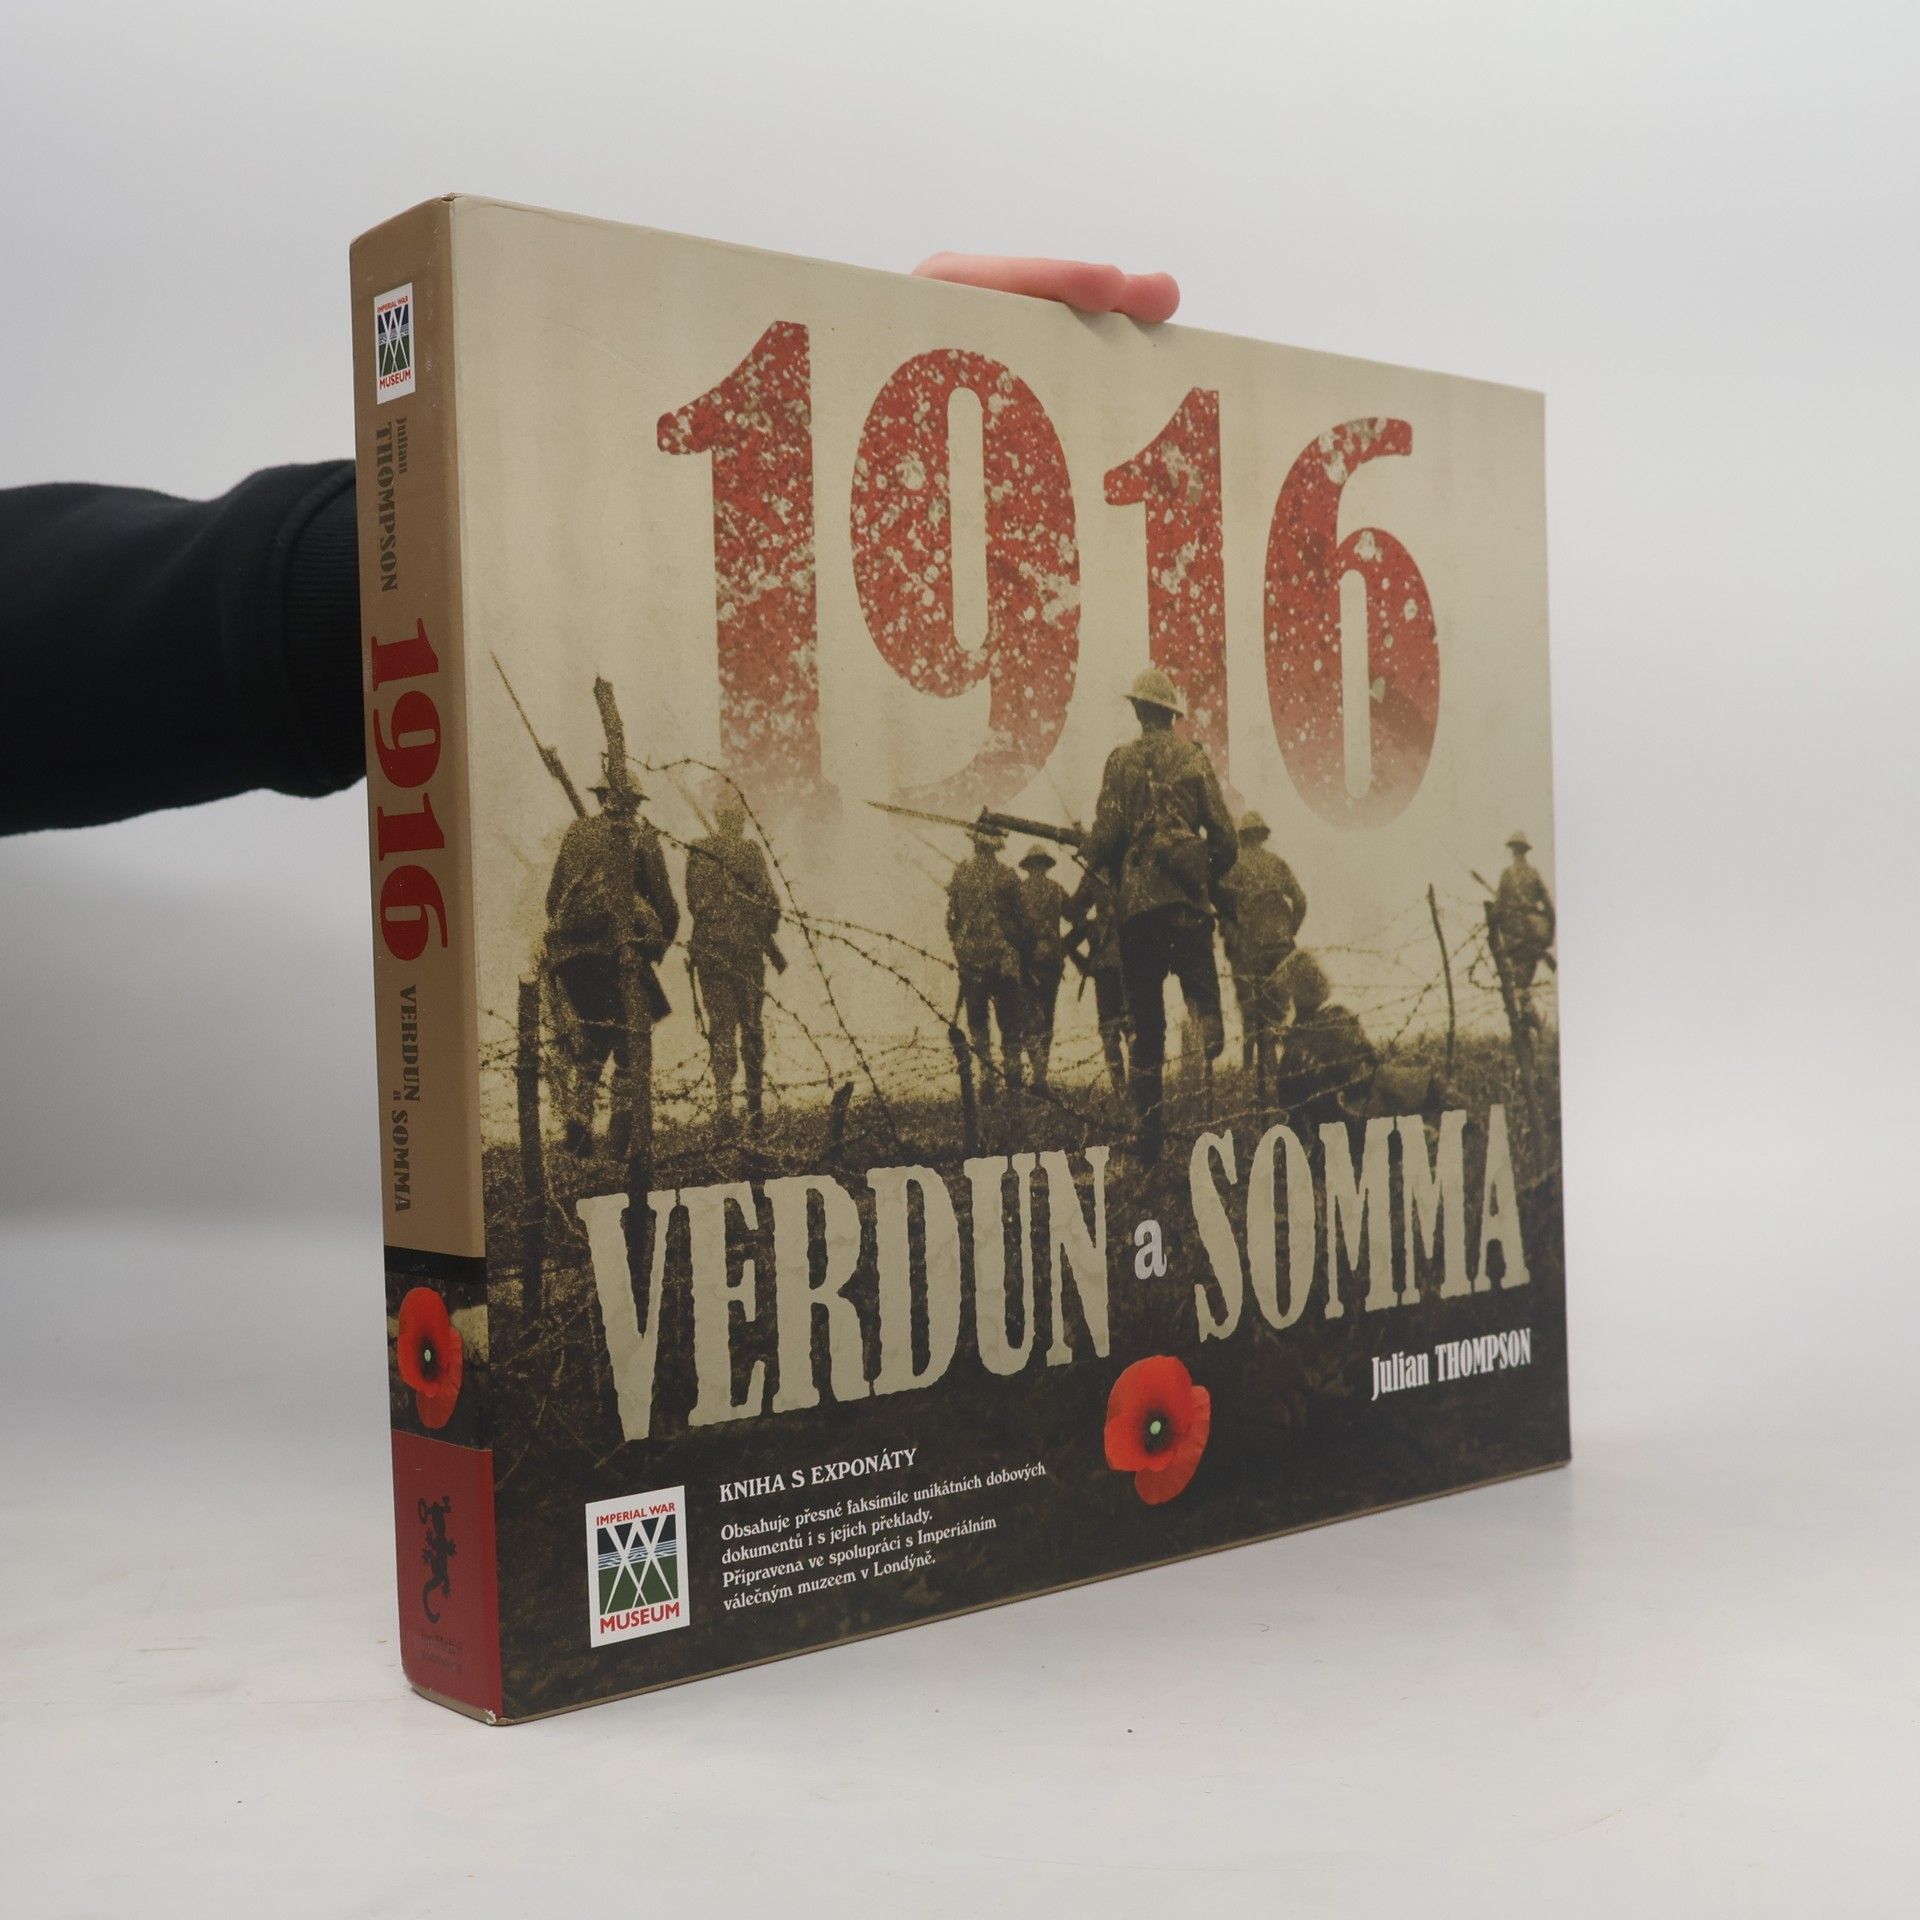 IMPERIAL WAR
MUSEUM
Julian
THOMPSON
1916
VERDUN a SOMMA
1916
VERDUN a SOMMA
Julian THOMPSON
KNIHA S EXPONÁTY
Obsahuje přesné faksimile unikátních dobových
dokumentů i s jejich překlady.
Připravena ve spolupráci s Imperiálním
válečným muzeem v Londýně.
IMPERIAL WAR
MUSEUM